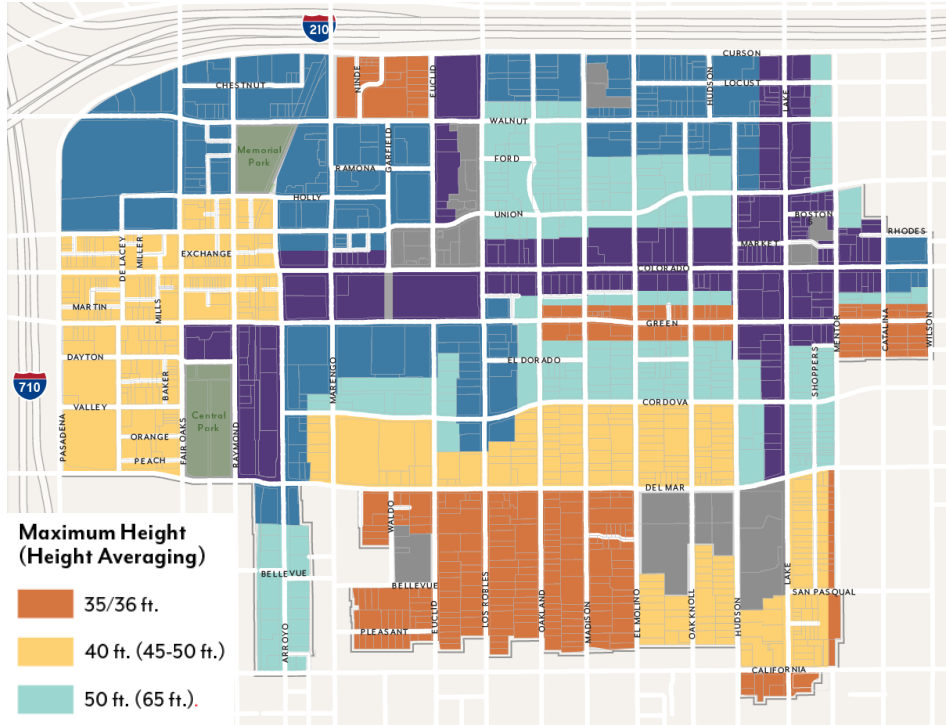 210
CURSON
CHESTNUT
NINDE
EUCLID
HUDSON
LOCUST
LAKE
WALNUT
GARFIELD
Memorial
Park
RAMONA
FORD
HOLLY
UNION
BOSTON
RHODES
DE LACEY
MILLER
EXCHANGE
MARKET
COLORADO
MARTIN
MILLS
GREEN
MENTOR
CATALINA
WILSON
DAYTON
MARENGO
EL DORADO
SHOPPERS
710
BAKER
VALLEY
CORDOVA
PASADENA
FAIR OAKS
Central
Park
RAYMOND
ORANGE
PEACH
DEL MAR
WALDO
Maximum Height
(Height Averaging)
BELLEVUE
BELLEVUE
35/36 ft.
EUCLID
LOS ROBLES
OAKLAND
MADISON
EL MOLINO
OAK KNOLL
HUDSON
LAKE
SAN PASQUAL
PLEASANT
ARROYO
40 ft. (45-50 ft.)
CALIFORNIA
50 ft. (65 ft.).